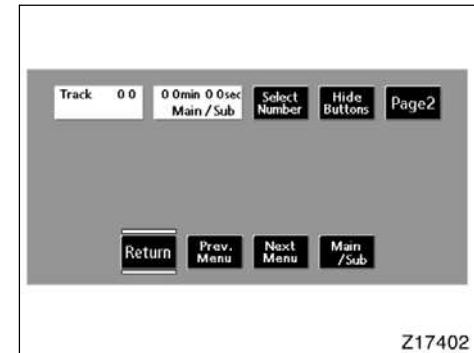 Track 0 0
0 0min 0 0sec
Main / Sub
Select
Number
Hide
Buttons
Page2
Return
Prev.
Menu
Next
Menu
Main
/Sub
Z17402